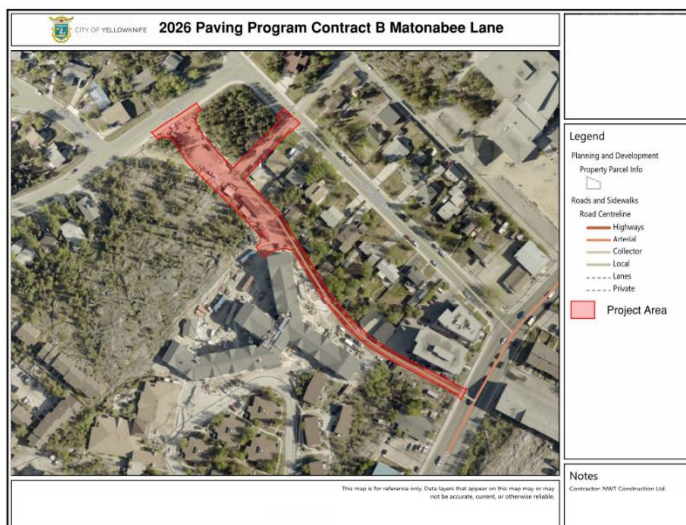 CITY OF YELLOWKNIFE
2026 Paving Program Contract B Matonabee Lane
Legend
Planning and Development
Property Parcel Info
Roads and Sidewalks
Road Centreline
Highways
Arterial
Collector
Local
Lanes
Private
Project Area
This map is for reference only. Data layers that appear on this map may or may
not be accurate, current, or otherwise reliable.
Notes
Contractor: NWT Construction Ltd.